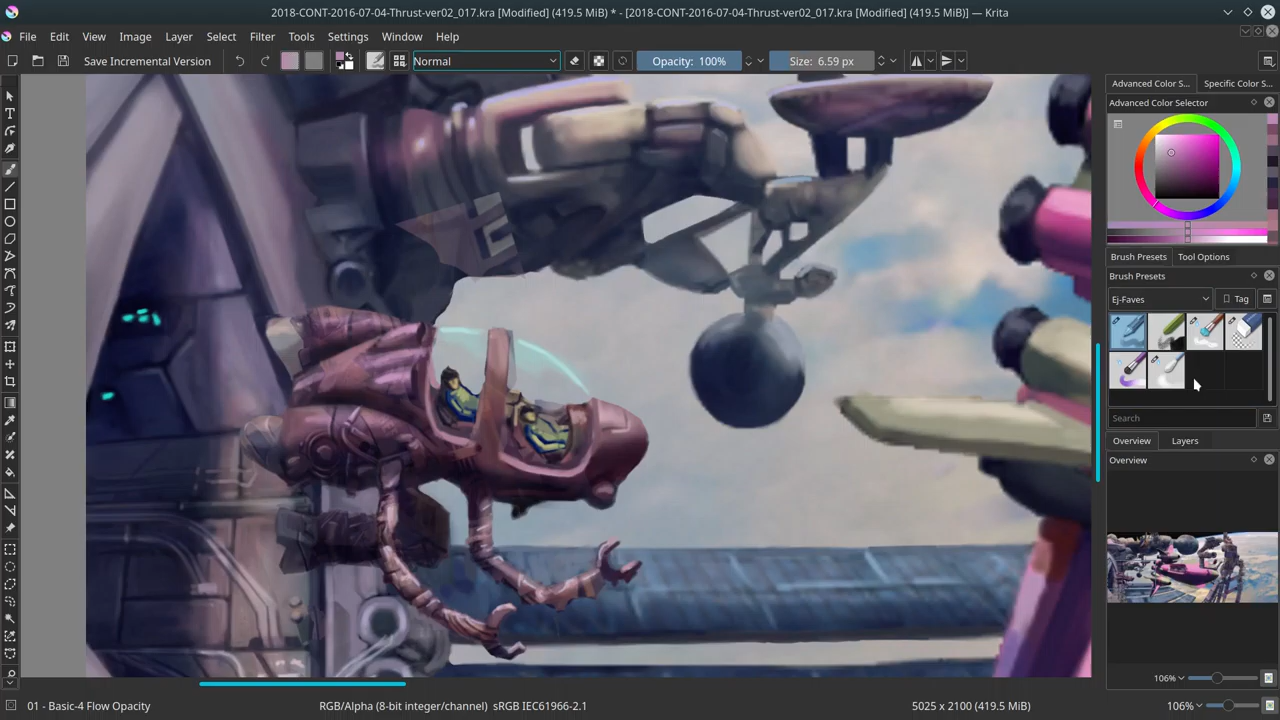 2018-CONT-2016-07-04-Thrust-ver02_017.kra [Modified] (419.5 MiB) * - [2018-CONT-2016-07-04-Thrust-ver02_017.kra [Modified] (419.5 MiB)] — Krita
File Edit View Image Layer Select Filter Tools Settings Window Help
Save Incremental Version Normal Opacity: 100% Size: 6.59 px
Advanced Color S... Specific Color S...
Advanced Color Selector
Brush Presets Tool Options
Brush Presets
Ej-Faves Tag
Search
Overview Layers
Overview
106%
01 - Basic-4 Flow Opacity RGB/Alpha (8-bit integer/channel) sRGB IEC61966-2.1 5025 x 2100 (419.5 MiB) 106%